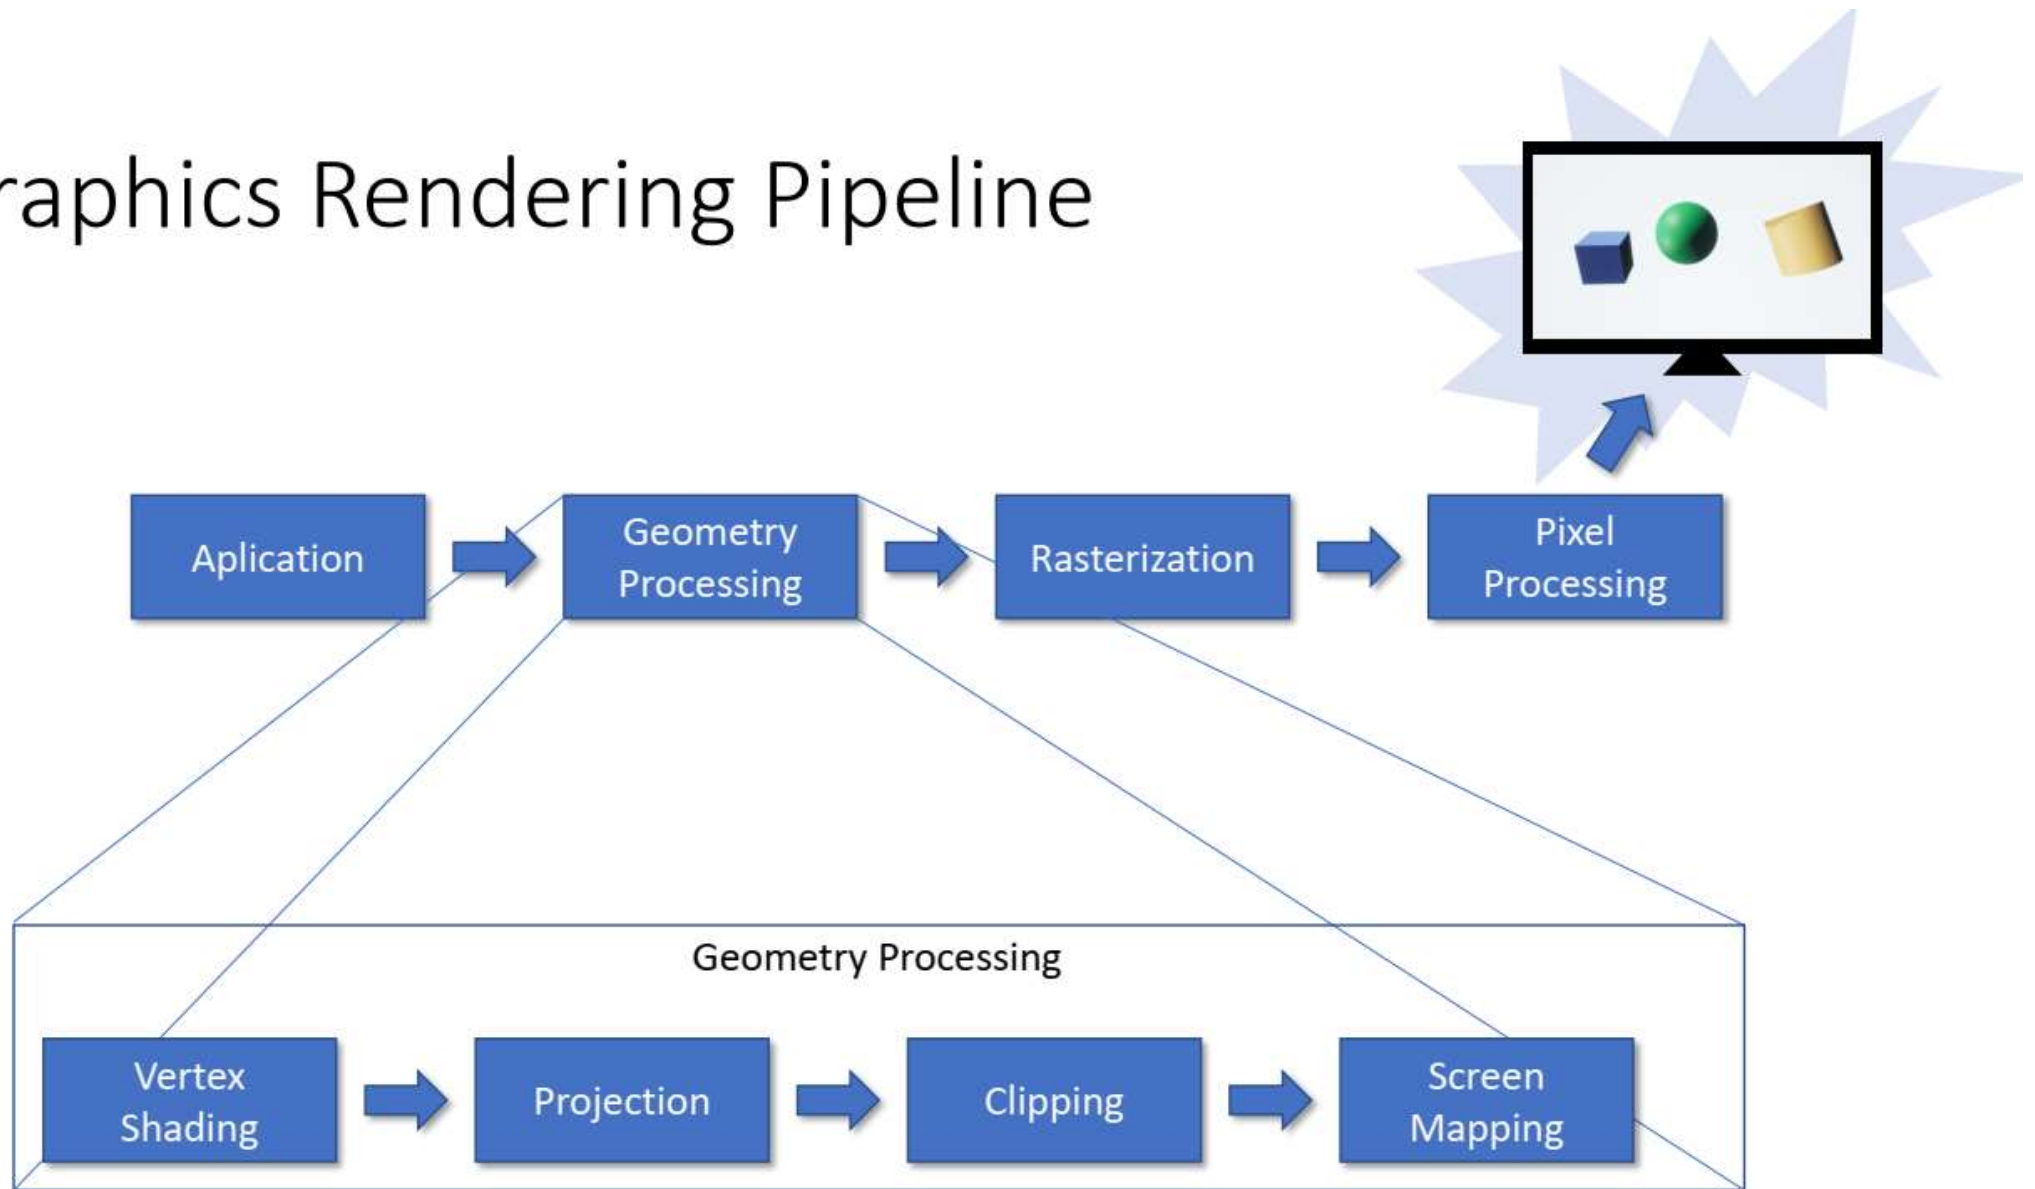 raphics Rendering Pipeline
Aplication
Geometry
Processing
Rasterization
Pixel
Processing
Geometry Processing
Vertex
Shading
Projection
Clipping
Screen
Mapping